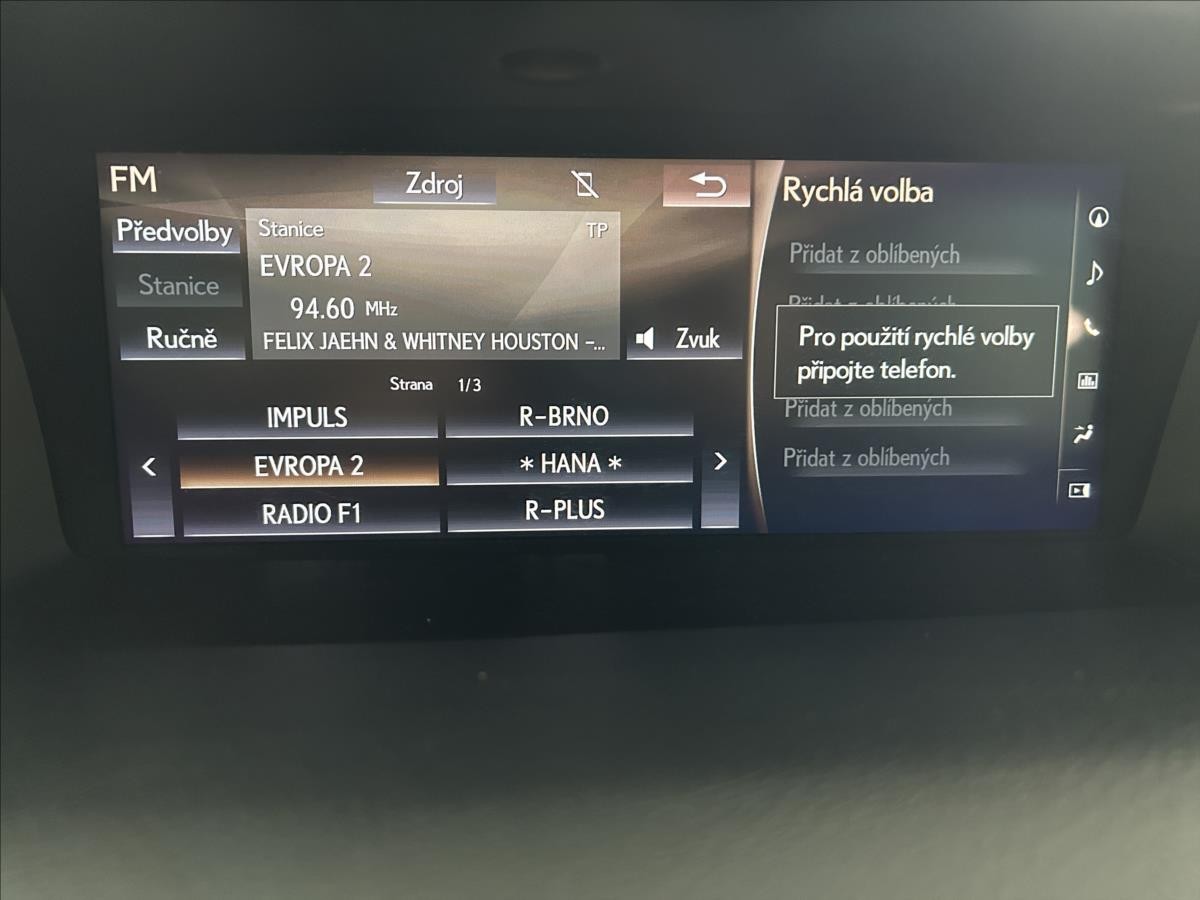 FM
Zdroj
Předvolby
Stanice
Ručně
Stanice
TP
EVROPA 2
94.60 MHz
FELIX JAEHN & WHITNEY HOUSTON –...
Zvuk
Strana 1/3
IMPULS
R-BRNO
<
EVROPA 2
* HANA *
>
RADIO F1
R-PLUS
Rychlá volba
Přidat z oblíbených
Přidat z oblíbených
Pro použití rychlé volby
připojte telefon.
Přidat z oblíbených
Přidat z oblíbených